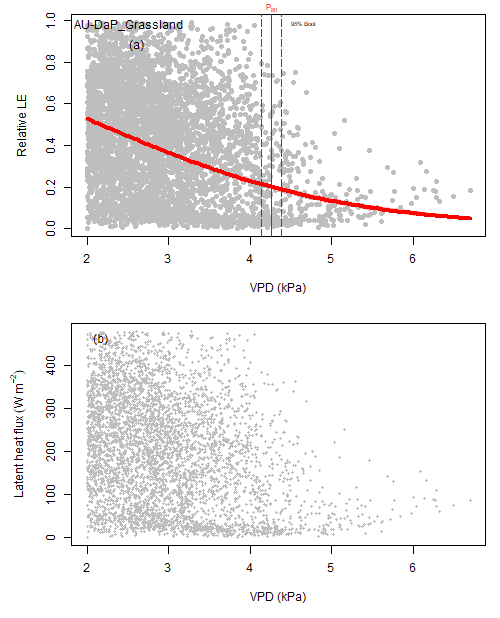 P80
95% Boot
AU-DaP_Grassland
(a)
1.0
0.8
0.6
0.4
0.2
0.0
Relative LE
2 3 4 5 6
VPD (kPa)
(b)
400
300
200
100
0
Latent heat flux (W m⁻²)
2 3 4 5 6
VPD (kPa)